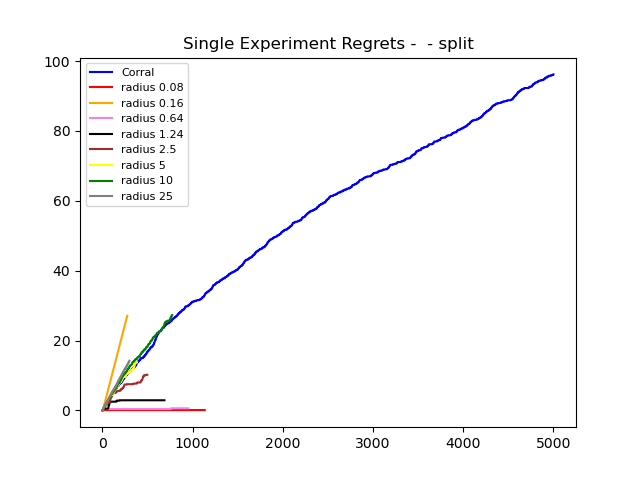 Single Experiment Regrets -  - split
100
80
60
40
20
0
Corral
radius 0.08
radius 0.16
radius 0.64
radius 1.24
radius 2.5
radius 5
radius 10
radius 25
0 1000 2000 3000 4000 5000